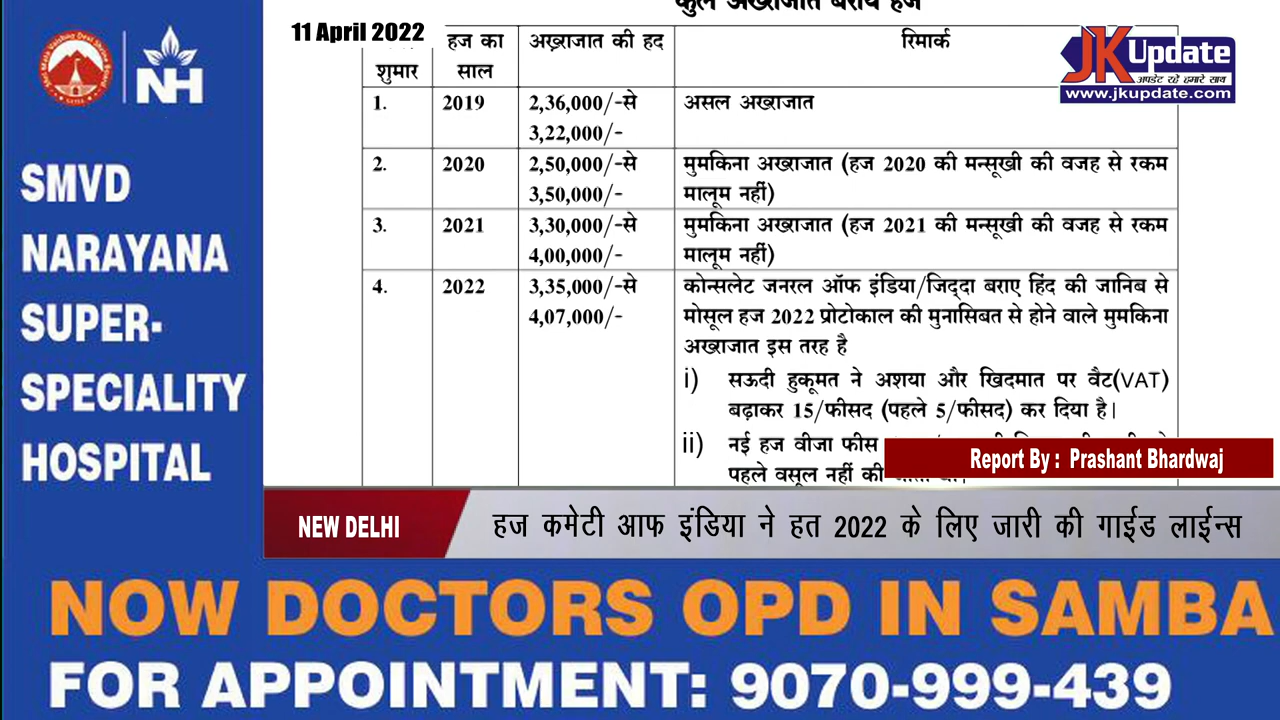 कुल अख्राजात बराय हज
11 April 2022
शुमार
हज का
साल
अख़्राजात की हद
रिमार्क
1.
2019
2,36,000/-से
3,22,000/-
असल अख्राजात
2.
2020
2,50,000/-से
3,50,000/-
मुमकिना अख्राजात (हज 2020 की मन्सूखी की वजह से रकम
मालूम नहीं)
3.
2021
3,30,000/-से
4,00,000/-
मुमकिना अख्राजात (हज 2021 की मन्सूखी की वजह से रकम
मालूम नहीं)
4.
2022
3,35,000/-से
4,07,000/-
कोन्सलेट जनरल ऑफ इंडिया/जिद्दा बराए हिंद की जानिब से
मोसूल हज 2022 प्रोटोकाल की मुनासिबत से होने वाले मुमकिना
अख्राजात इस तरह है
i) सऊदी हुकूमत ने अशया और खिदमात पर वैट(VAT)
बढ़ाकर 15/फीसद (पहले 5/फीसद) कर दिया है।
ii) नई हज वीजा फीस
पहले वसूल नहीं की
JK Update
अपडेट रहे हमारे साथ
www.jkupdate.com
NH
SMVD
NARAYANA
SUPER-
SPECIALITY
HOSPITAL
Report By : Prashant Bhardwaj
NEW DELHI
हज कमेटी आफ इंडिया ने हत 2022 के लिए जारी की गाईड लाईन्स
NOW DOCTORS OPD IN SAMBA
FOR APPOINTMENT: 9070-999-439